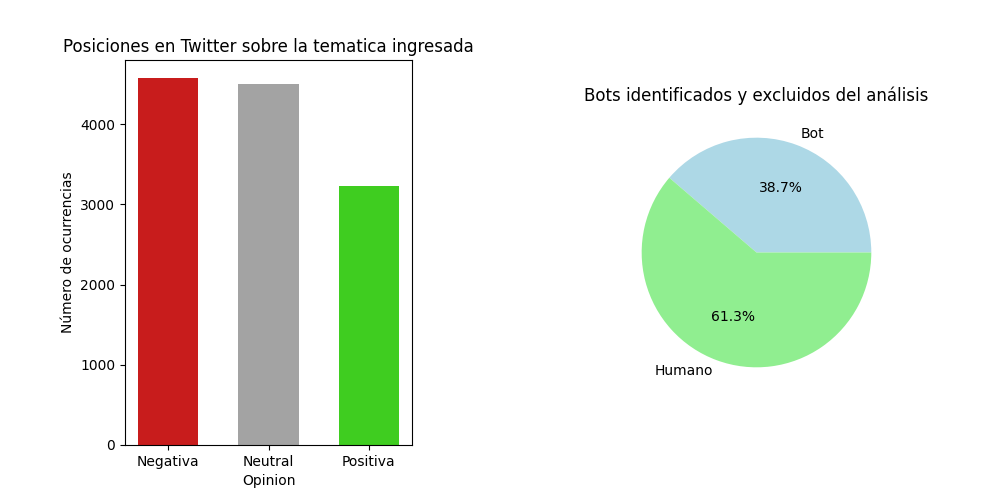 Posiciones en Twitter sobre la tematica ingresada
Número de ocurrencias
4000
3000
2000
1000
0
Negativa
Neutral
Positiva
Opinion
Bots identificados y excluidos del análisis
Bot
38.7%
61.3%
Humano